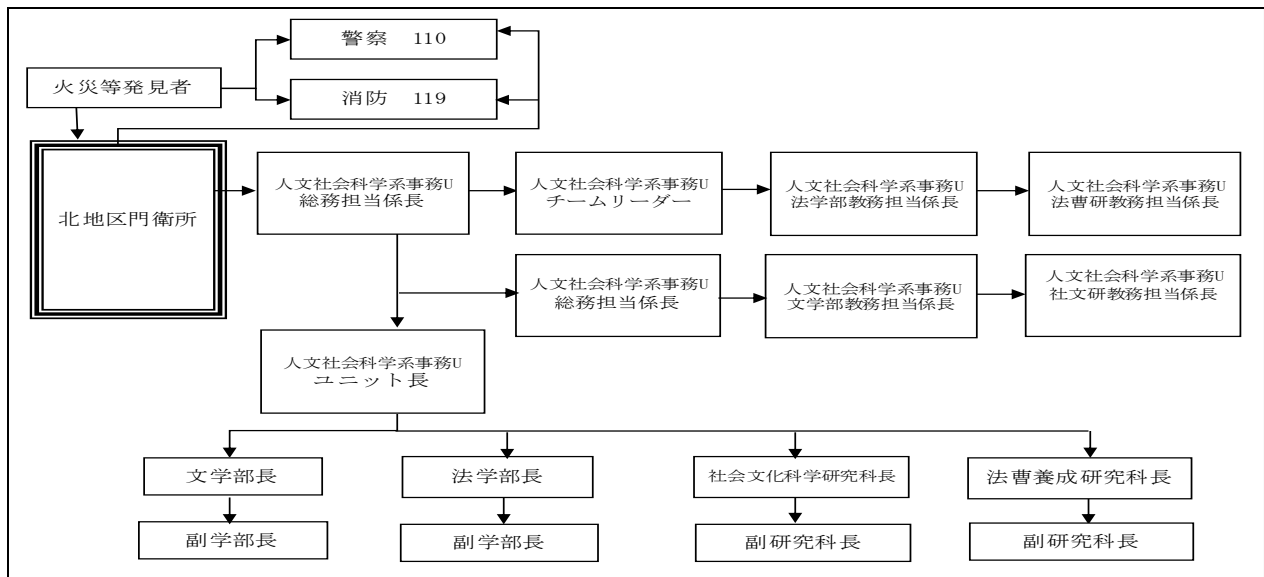 警察 110
火災等発見者
消防 119
北地区門衛所
人文社会科学系事務U
総務担当係長
人文社会科学系事務U
チームリーダー
人文社会科学系事務U
法学部教務担当係長
人文社会科学系事務U
法曹研教務担当係長
人文社会科学系事務U
総務担当係長
人文社会科学系事務U
文学部教務担当係長
人文社会科学系事務U
社文研教務担当係長
人文社会科学系事務U
ユニット長
文学部長
法学部長
社会文化科学研究科長
法曹養成研究科長
副学部長
副学部長
副研究科長
副研究科長